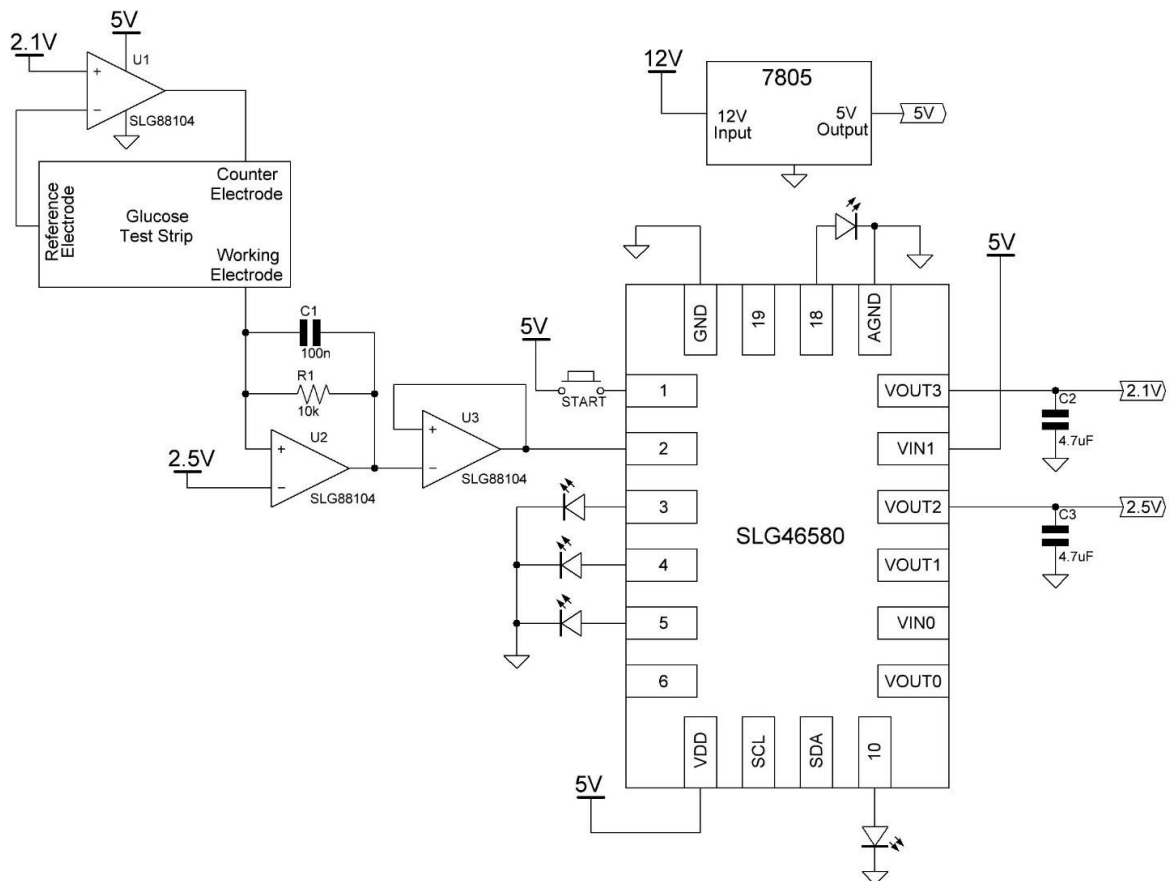 5V
2.1V
U1
+
−
SLG88104
Reference
Electrode
Counter
Electrode
Glucose
Test Strip
Working
Electrode
12V
7805
12V
Input
5V
Output
5V
C1
100n
R1
10k
U2
+
−
SLG88104
2.5V
U3
+
−
SLG88104
5V
START
GND
19
18
AGND
5V
1
2
3
4
5
6
SLG46580
VOUT3
VIN1
VOUT2
VOUT1
VIN0
VOUT0
C2
4.7uF
2.1V
C3
4.7uF
2.5V
VDD
SCL
SDA
10
5V